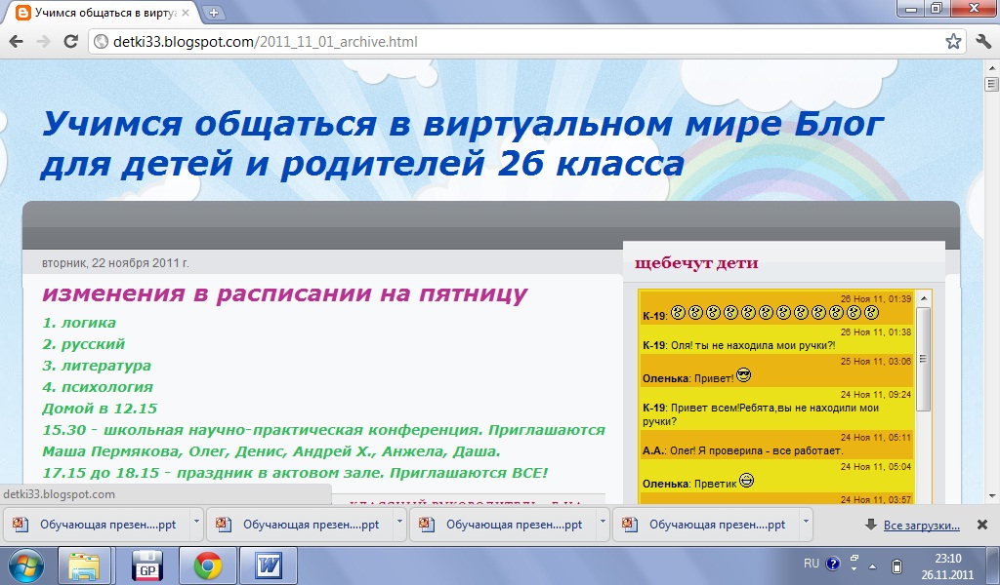 Учимся общаться в вирту
detki33.blogspot.com/2011_11_01_archive.html
Учимся общаться в виртуальном мире Блог
для детей и родителей 2б класса
вторник, 22 ноября 2011 г.
изменения в расписании на пятницу
1. логика
2. русский
3. литература
4. психология
Домой в 12.15
15.30 - школьная научно-практическая конференция. Приглашаются
Маша Пермякова, Олег, Денис, Андрей Х., Анжела, Даша.
17.15 до 18.15 - праздник в актовом зале. Приглашаются ВСЕ!
щебечут дети
26 Ноя 11, 01:39
К-19:
26 Ноя 11, 01:38
К-19: Оля! ты не находила мои ручки?!
25 Ноя 11, 03:06
Оленька: Привет!
24 Ноя 11, 09:24
К-19: Привет всем!Ребята,вы не находили мои
ручки?
24 Ноя 11, 05:11
А.А.: Олег! Я проверила - все работает.
24 Ноя 11, 05:04
Оленька: Прветик
24 Ноя 11, 03:57
detki33.blogspot.com
Обучающая презен....ppt
Обучающая презен....ppt
Обучающая презен....ppt
Обучающая презен....ppt
Все загрузки...
GP
W
RU
23:10
26.11.2011